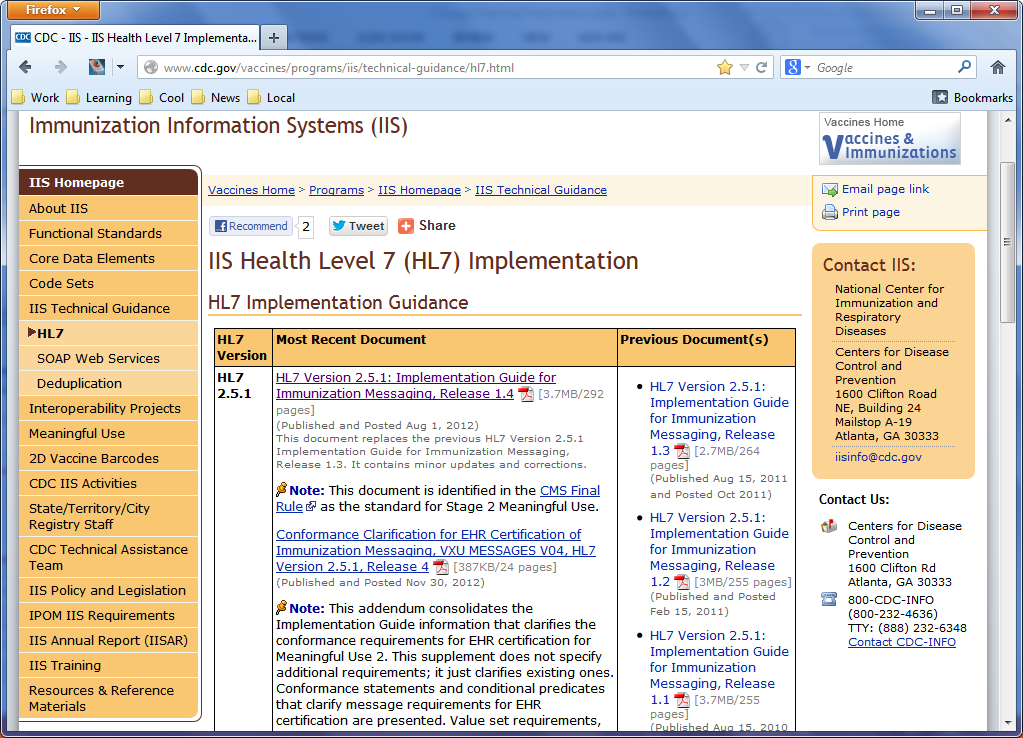 Firefox
CDC - IIS - IIS Health Level 7 Implementa...
www.cdc.gov/vaccines/programs/iis/technical-guidance/hl7.html
Google
Work
Learning
Cool
News
Local
Bookmarks
Immunization Information Systems (IIS)
Vaccines Home
Vaccines &
Immunizations
IIS Homepage
About IIS
Functional Standards
Core Data Elements
Code Sets
IIS Technical Guidance
HL7
SOAP Web Services
Deduplication
Interoperability Projects
Meaningful Use
2D Vaccine Barcodes
CDC IIS Activities
State/Territory/City
Registry Staff
CDC Technical Assistance
Team
IIS Policy and Legislation
IPOM IIS Requirements
IIS Annual Report (IISAR)
IIS Training
Resources & Reference
Materials
Vaccines Home > Programs > IIS Homepage > IIS Technical Guidance
Recommend 2 Tweet Share
IIS Health Level 7 (HL7) Implementation
HL7 Implementation Guidance
HL7
Version
Most Recent Document
Previous Document(s)
HL7
2.5.1
HL7 Version 2.5.1: Implementation Guide for
Immunization Messaging, Release 1.4 [3.7MB/292
pages]
(Published and Posted Aug 1, 2012)
This document replaces the previous HL7 Version 2.5.1
Implementation Guide for Immunization Messaging,
Release 1.3. It contains minor updates and corrections.
Note: This document is identified in the CMS Final
Rule as the standard for Stage 2 Meaningful Use.
Conformance Clarification for EHR Certification of
Immunization Messaging, VXU MESSAGES V04, HL7
Version 2.5.1, Release 4 [387KB/24 pages]
(Published and Posted Nov 30, 2012)
Note: This addendum consolidates the
Implementation Guide information that clarifies the
conformance requirements for EHR certification for
Meaningful Use 2. This supplement does not specify
additional requirements; it just clarifies existing ones.
Conformance statements and conditional predicates
that clarify message requirements for EHR
certification are presented. Value set requirements,
HL7 Version 2.5.1:
Implementation Guide
for Immunization
Messaging, Release
1.3 [2.7MB/264
pages]
(Published Aug 15, 2011
and Posted Oct 2011)
HL7 Version 2.5.1:
Implementation Guide
for Immunization
Messaging, Release
1.2 [3MB/255 pages]
(Published and Posted
Feb 15, 2011)
HL7 Version 2.5.1:
Implementation Guide
for Immunization
Messaging, Release
1.1 [3.7MB/255
pages]
(Published Aug 15, 2010
Email page link
Print page
Contact IIS:
National Center for
Immunization and
Respiratory
Diseases
Centers for Disease
Control and
Prevention
1600 Clifton Road
NE, Building 24
Mailstop A-19
Atlanta, GA 30333
iisinfo@cdc.gov
Contact Us:
Centers for Disease
Control and
Prevention
1600 Clifton Rd
Atlanta, GA 30333
800-CDC-INFO
(800-232-4636)
TTY: (888) 232-6348
Contact CDC-INFO